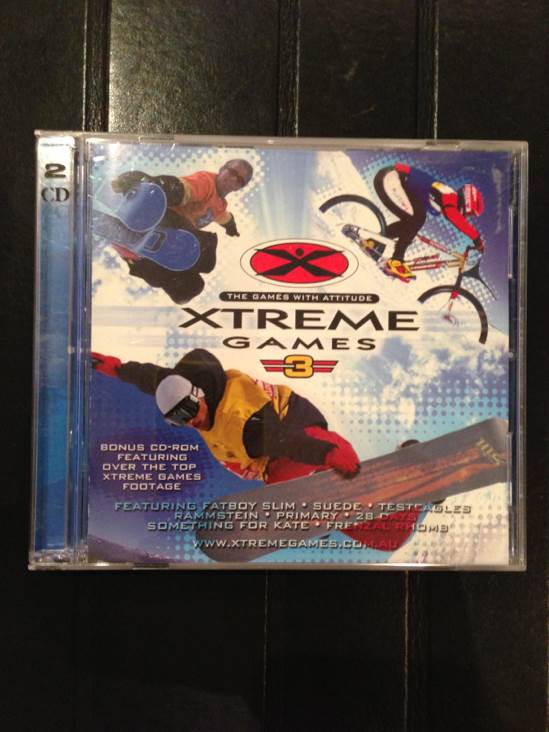 2
CD
THE GAMES WITH ATTITUDE
XTREME
GAMES
3
BONUS CD-ROM
FEATURING
OVER THE TOP
XTREME GAMES
FOOTAGE
FEATURING FATBOY SLIM • SUEDE • TESTEAGLES
RAMMSTEIN • PRIMARY • 28 DAYS
SOMETHING FOR KATE • FRENZAL RHOMB
WWW.XTREMEGAMES.COM.AU